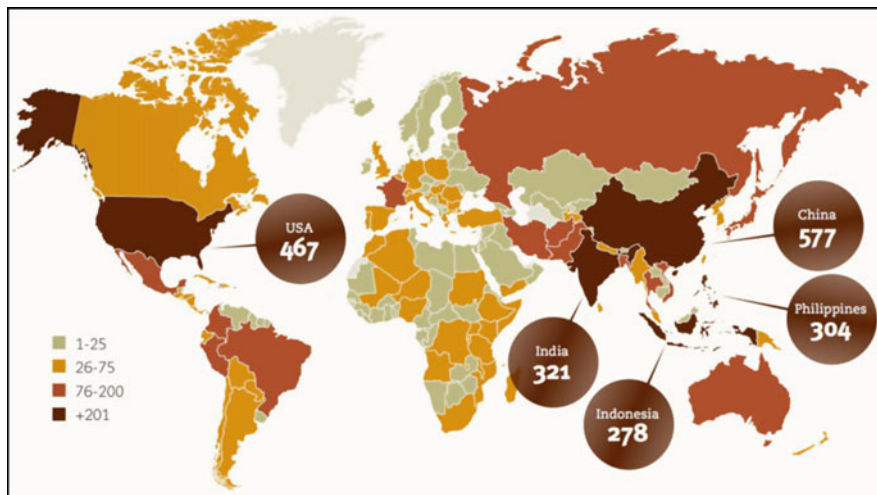 USA
467
China
577
Philippines
304
India
321
Indonesia
278
1-25
26-75
76-200
+201